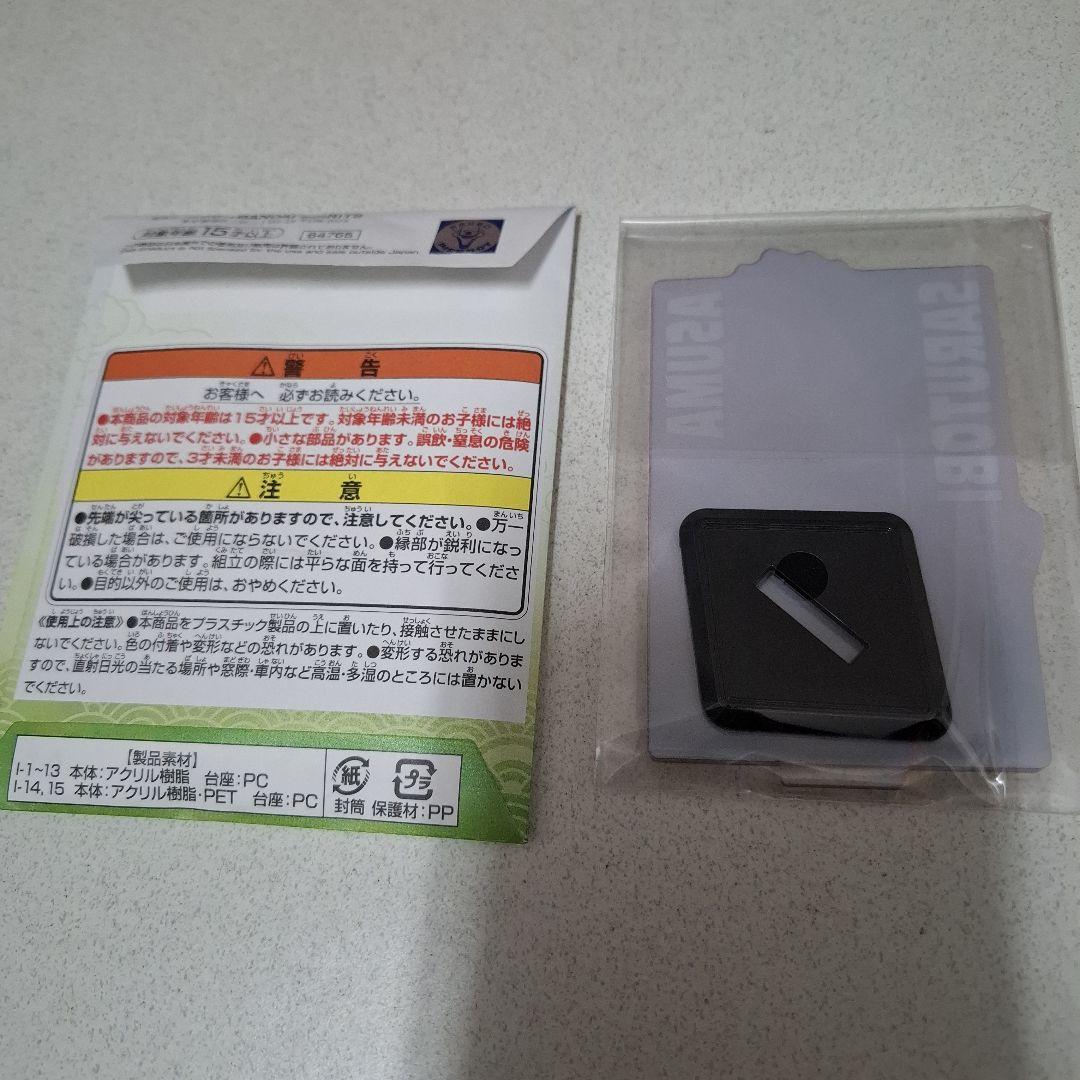 対象年齢15才以上 84765
for the use and sale outside Japan
警告
お客様へ 必ずお読みください。
●本商品の対象年齢は15才以上です。対象年齢未満のお子様には絶
対に与えないでください。●小さな部品があります。誤飲・窒息の危険
がありますので、3才未満のお子様には絶対に与えないでください。
注意
●先端が尖っている箇所がありますので、注意してください。●万一
破損した場合は、ご使用にならないでください。●縁部が鋭利になっ
ている場合があります。組立の際には平らな面を持って行ってくださ
い。●目的以外のご使用は、おやめください。
《使用上の注意》●本商品をプラスチック製品の上に置いたり、接触させたままにし
ないでください。色の付着や変形などの恐れがあります。●変形する恐れがありま
すので、直射日光の当たる場所や窓際・車内など高温・多湿のところには置かない
でください。
【製品素材】
I-1~13 本体:アクリル樹脂 台座:PC
I-14,15 本体:アクリル樹脂・PET 台座:PC
紙 プラ
封筒 保護材:PP
ASUMA
SARUTOBI